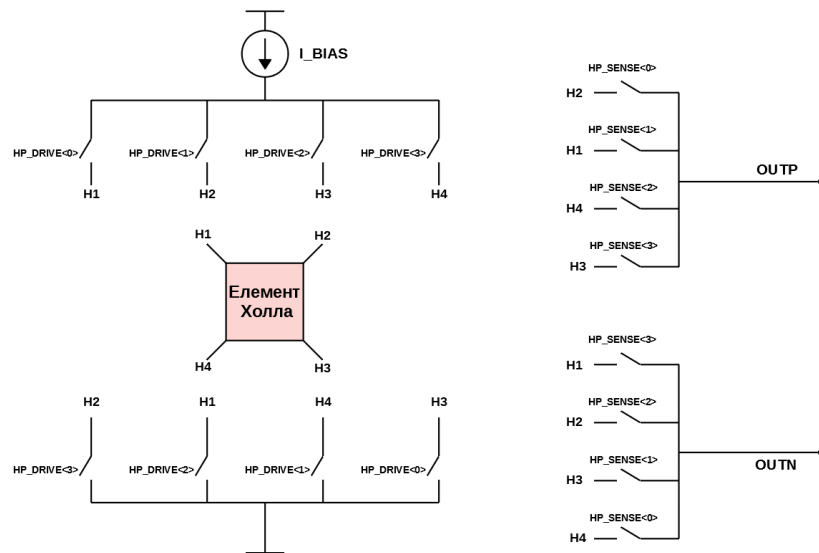 I_BIAS
HP_DRIVE<0>
HP_DRIVE<1>
HP_DRIVE<2>
HP_DRIVE<3>
H1
H2
H3
H4
H1
H2
Елемент
Холла
H4
H3
H2
H1
H4
H3
HP_DRIVE<3>
HP_DRIVE<2>
HP_DRIVE<1>
HP_DRIVE<0>
HP_SENSE<0>
H2
HP_SENSE<1>
H1
OUTP
HP_SENSE<2>
H4
HP_SENSE<3>
H3
HP_SENSE<3>
H1
HP_SENSE<2>
H2
HP_SENSE<1>
OUTN
H3
HP_SENSE<0>
H4